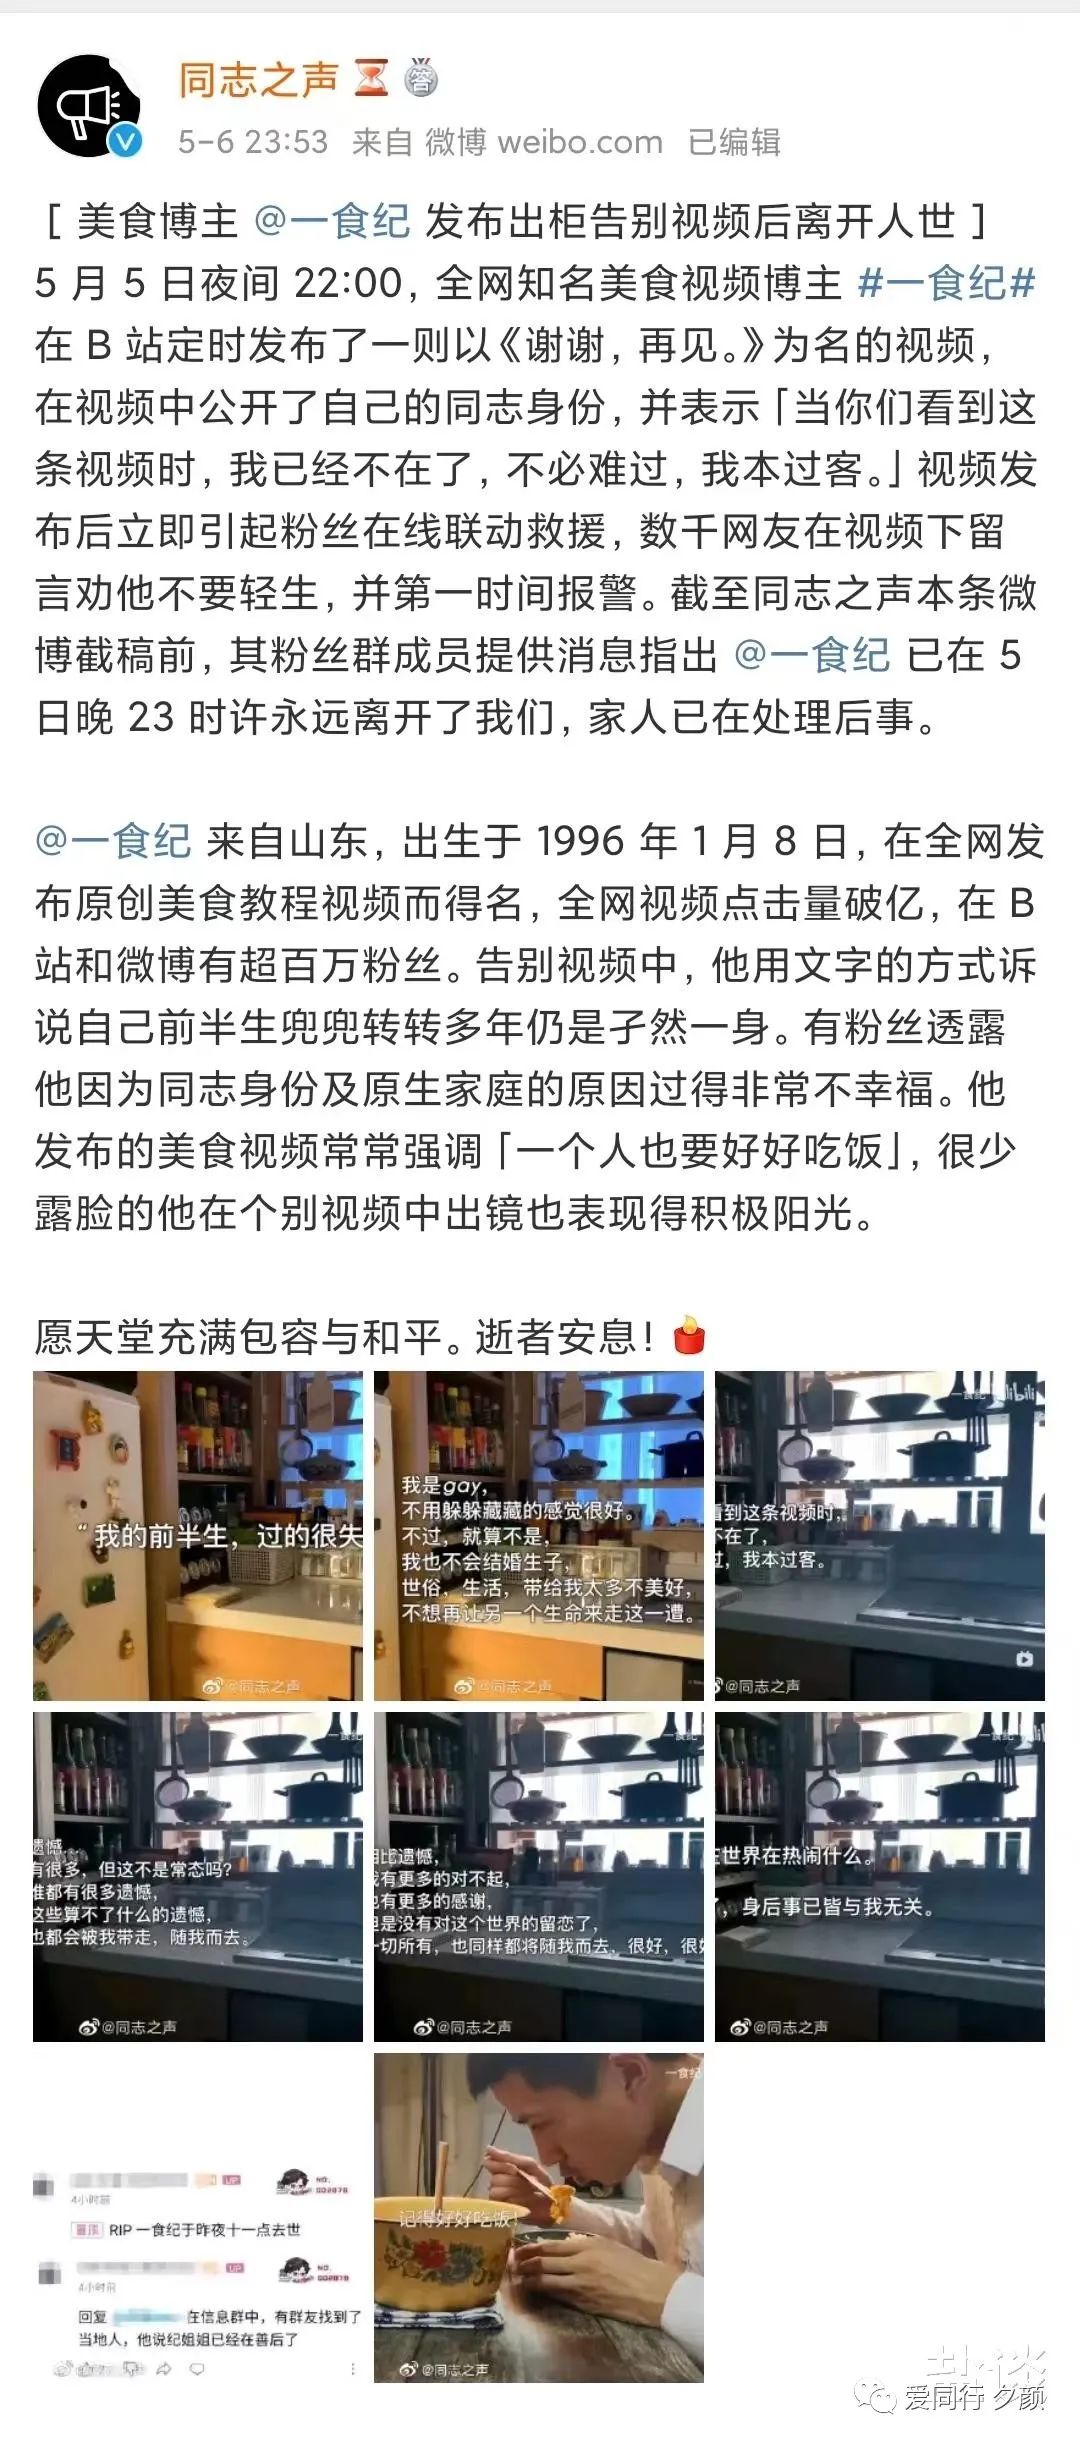 同志之声
答
5-6 23:53 来自 微博 weibo.com 已编辑
[ 美食博主 @一食纪 发布出柜告别视频后离开人世 ]
5 月 5 日夜间 22:00, 全网知名美食视频博主 #一食纪#
在 B 站定时发布了一则以《谢谢, 再见。》为名的视频,
在视频中公开了自己的同志身份, 并表示「当你们看到这
条视频时, 我已经不在了, 不必难过, 我本过客。」视频发
布后立即引起粉丝在线联动救援, 数千网友在视频下留
言劝他不要轻生, 并第一时间报警。截至同志之声本条微
博截稿前, 其粉丝群成员提供消息指出 @一食纪 已在 5
日晚 23 时许永远离开了我们, 家人已在处理后事。
@一食纪 来自山东, 出生于 1996 年 1 月 8 日, 在全网发
布原创美食教程视频而得名, 全网视频点击量破亿, 在 B
站和微博有超百万粉丝。告别视频中, 他用文字的方式诉
说自己前半生兜兜转转多年仍是孑然一身。有粉丝透露
他因为同志身份及原生家庭的原因过得非常不幸福。他
发布的美食视频常常强调「一个人也要好好吃饭」, 很少
露脸的他在个别视频中出镜也表现得积极阳光。
愿天堂充满包容与和平。逝者安息!
“我的前半生，过的很失
@同志之声
我是gay，
不用躲躲藏藏的感觉很好。
不过，就算不是，
我也不会结婚生子，
世俗，生活，带给我太多不美好，
不想再让另一个生命来走这一遭。
@同志之声
一食纪
看到这条视频时，
不在了，
过，我本过客。
@同志之声
一食纪
遗憾，
有很多，但这不是常态吗？
谁都有很多遗憾，
这些算不了什么的遗憾，
也都会被我带走，随我而去。
@同志之声
一食纪
相比遗憾，
我有更多的对不起，
也有更多的感谢，
但是没有对这个世界的留恋了，
一切所有，也同样都将随我而去，很好，很好
@同志之声
一食纪
在世界在热闹什么。
了，身后事已皆与我无关。
@同志之声
UP
NO.
002878
4小时前
置顶 RIP 一食纪于昨夜十一点去世
UP
NO.
002878
4小时前
回复 在信息群中，有群友找到了
当地人，他说纪姐姐已经在善后了
一食纪
记得好好吃饭!
@同志之声
爱同行 夕颜